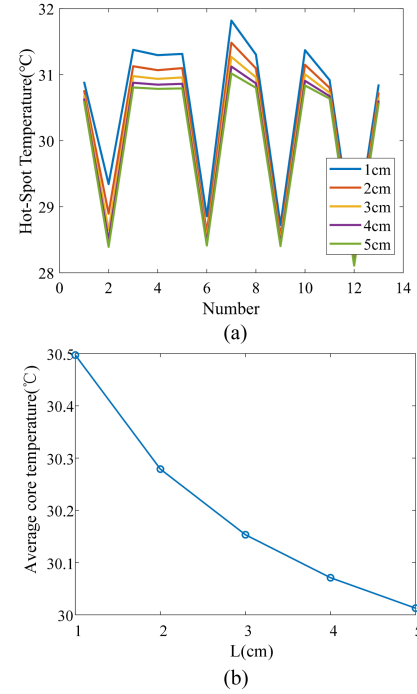 (a)
32
31
30
29
28
Hot-Spot Temperature(°C)
1cm
2cm
3cm
4cm
5cm
0 2 4 6 8 10 12 14
Number
(a)
30.5
30.4
30.3
30.2
30.1
30
Average core temperature(℃)
1 2 3 4 5
L(cm)
(b)